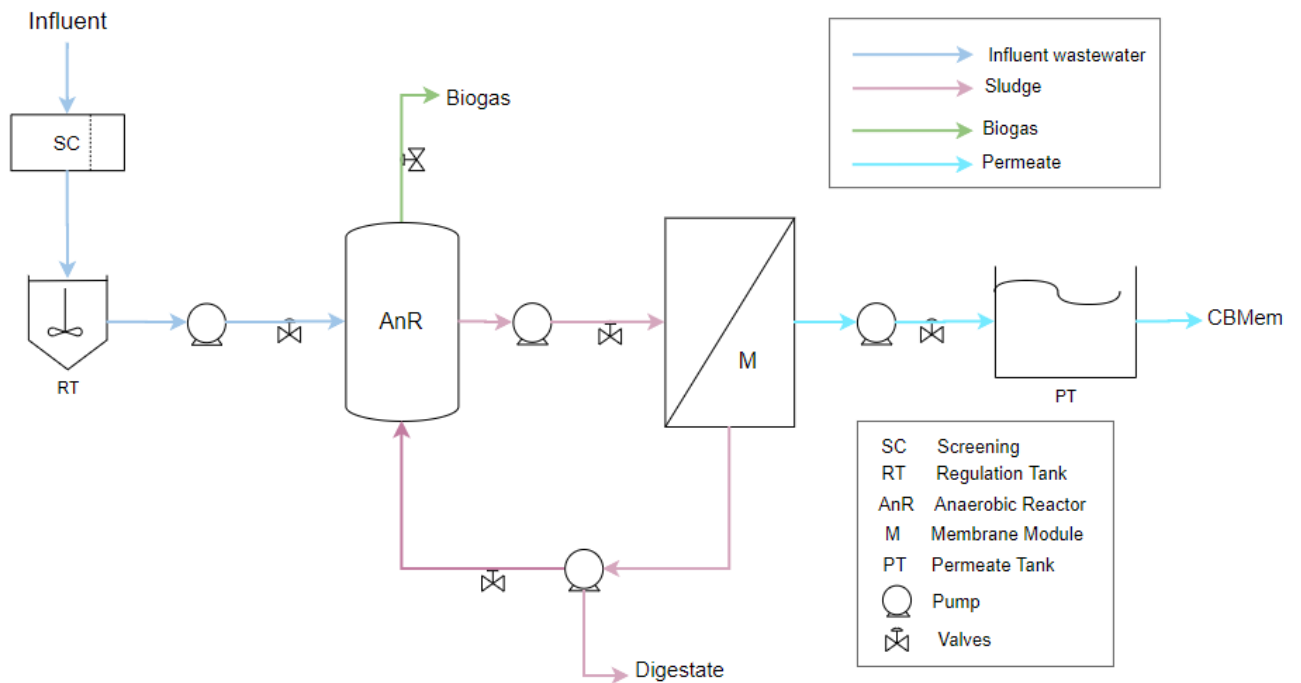 Influent
SC
RT
Biogas
AnR
M
PT
CBMem
Digestate
Influent wastewater
Sludge
Biogas
Permeate
SC Screening
RT Regulation Tank
AnR Anaerobic Reactor
M Membrane Module
PT Permeate Tank
Pump
Valves